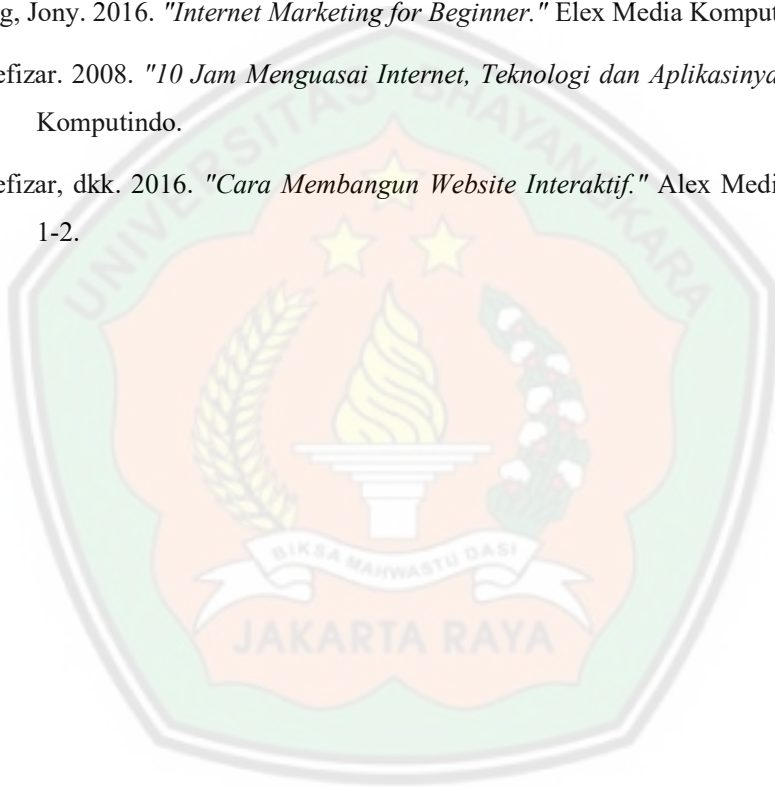 g, Jony. 2016. "Internet Marketing for Beginner." Elex Media Komput
efizar. 2008. "10 Jam Menguasai Internet, Teknologi dan Aplikasinya
Komputindo.
efizar, dkk. 2016. "Cara Membangun Website Interaktif." Alex Medi
1-2.
UNIVERSITAS BHAYANGKARA
BIKSA MAHWASTU DASI
JAKARTA RAYA